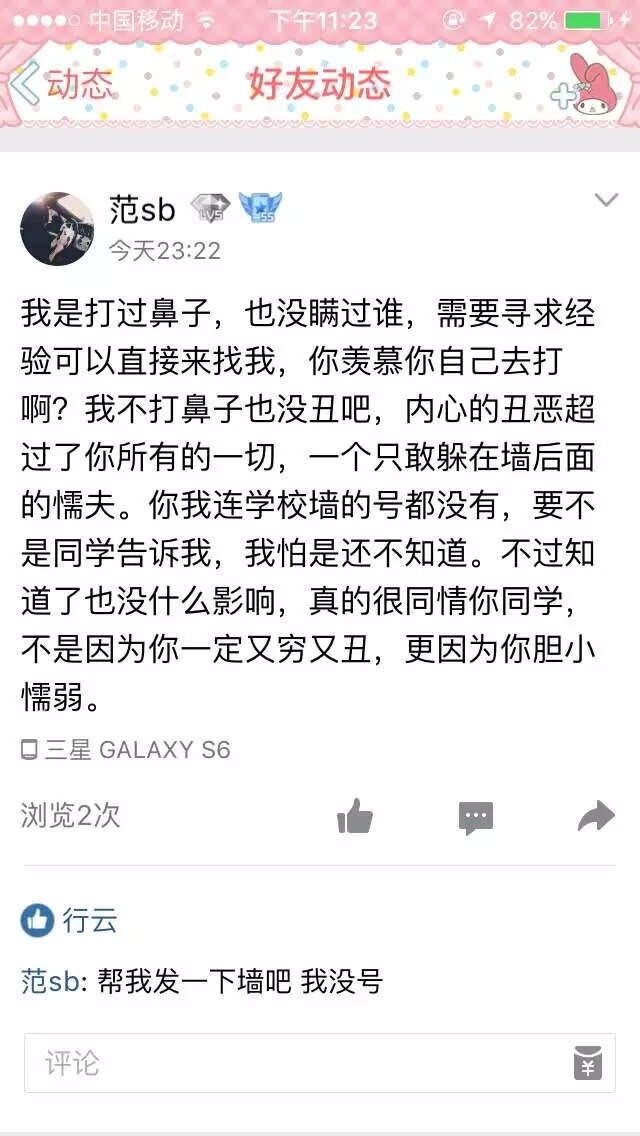 中国移动 下午11:23 82%
动态 好友动态
范sb LV5 SS
今天23:22
我是打过鼻子，也没瞒过谁，需要寻求经
验可以直接来找我，你羡慕你自己去打
啊？我不打鼻子也没丑吧，内心的丑恶超
过了你所有的一切，一个只敢躲在墙后面
的懦夫。你我连学校墙的号都没有，要不
是同学告诉我，我怕是还不知道。不过知
道了也没什么影响，真的很同情你同学，
不是因为你一定又穷又丑，更因为你胆小
懦弱。
三星 GALAXY S6
浏览2次
行云
范sb: 帮我发一下墙吧 我没号
评论 ¥